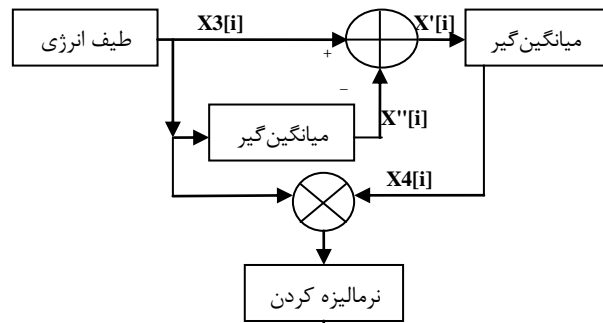 طیف انرژی
X3[i]
+
X'[i]
میانگین‌گیر
−
میانگین‌گیر
X''[i]
X4[i]
نرمالیزه کردن